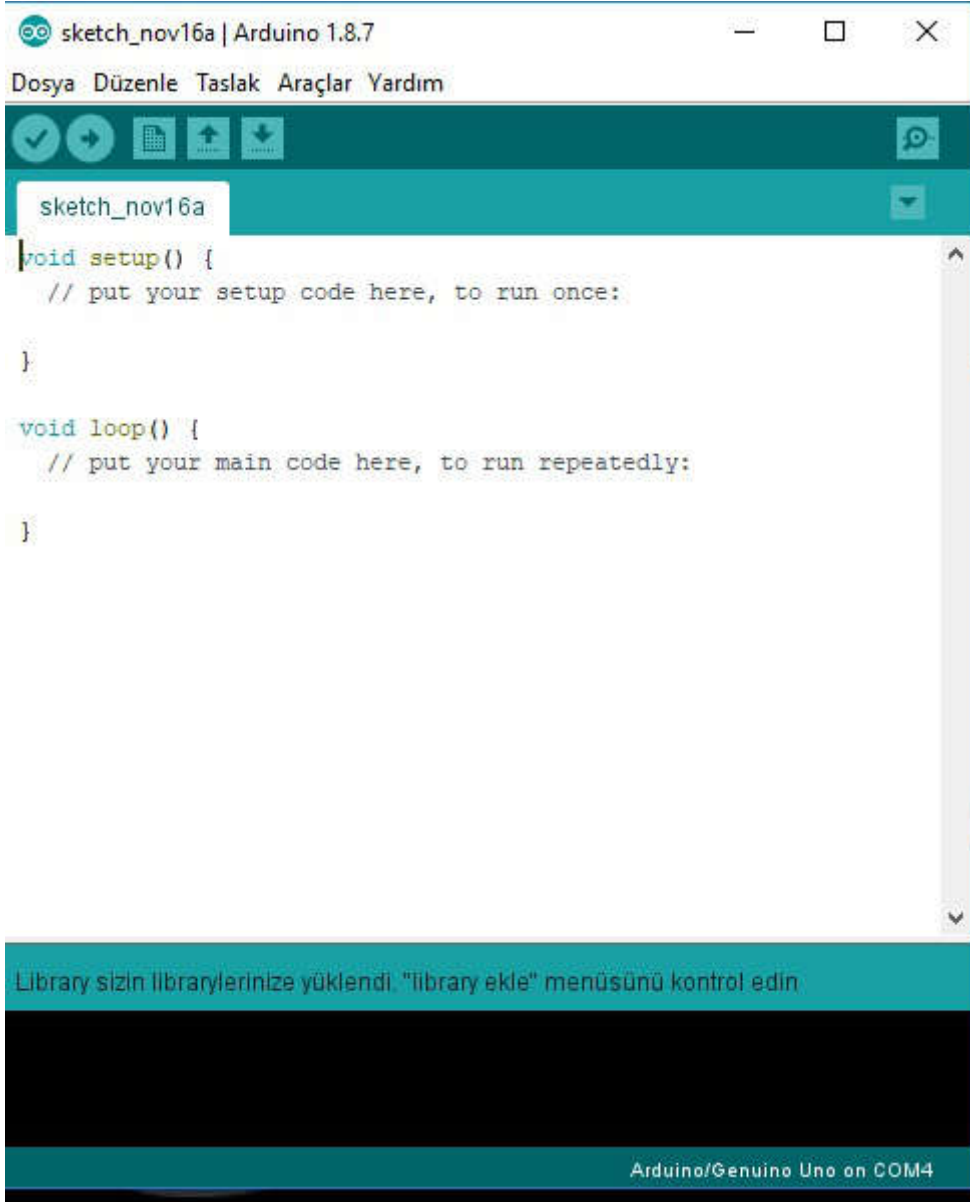 sketch_nov16a | Arduino 1.8.7
Dosya Düzenle Taslak Araçlar Yardım
sketch_nov16a
void setup() {
  // put your setup code here, to run once:
}
void loop() {
  // put your main code here, to run repeatedly:
}
Library sizin librarylerinize yüklendi. "library ekle" menüsünü kontrol edin
Arduino/Genuino Uno on COM4